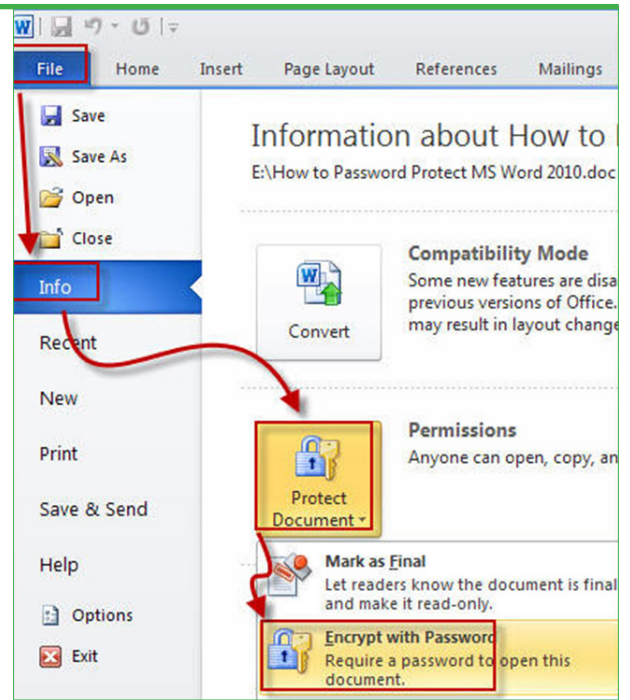 W
File Home Insert Page Layout References Mailings
Save
Save As
Open
Close
Info
Recent
New
Print
Save & Send
Help
Options
Exit
Information about How to
E:\How to Password Protect MS Word 2010.doc
Convert
Compatibility Mode
Some new features are disa
previous versions of Office.
may result in layout change
Protect
Document
Permissions
Anyone can open, copy, an
Mark as Final
Let readers know the document is final
and make it read-only.
Encrypt with Password
Require a password to open this
document.